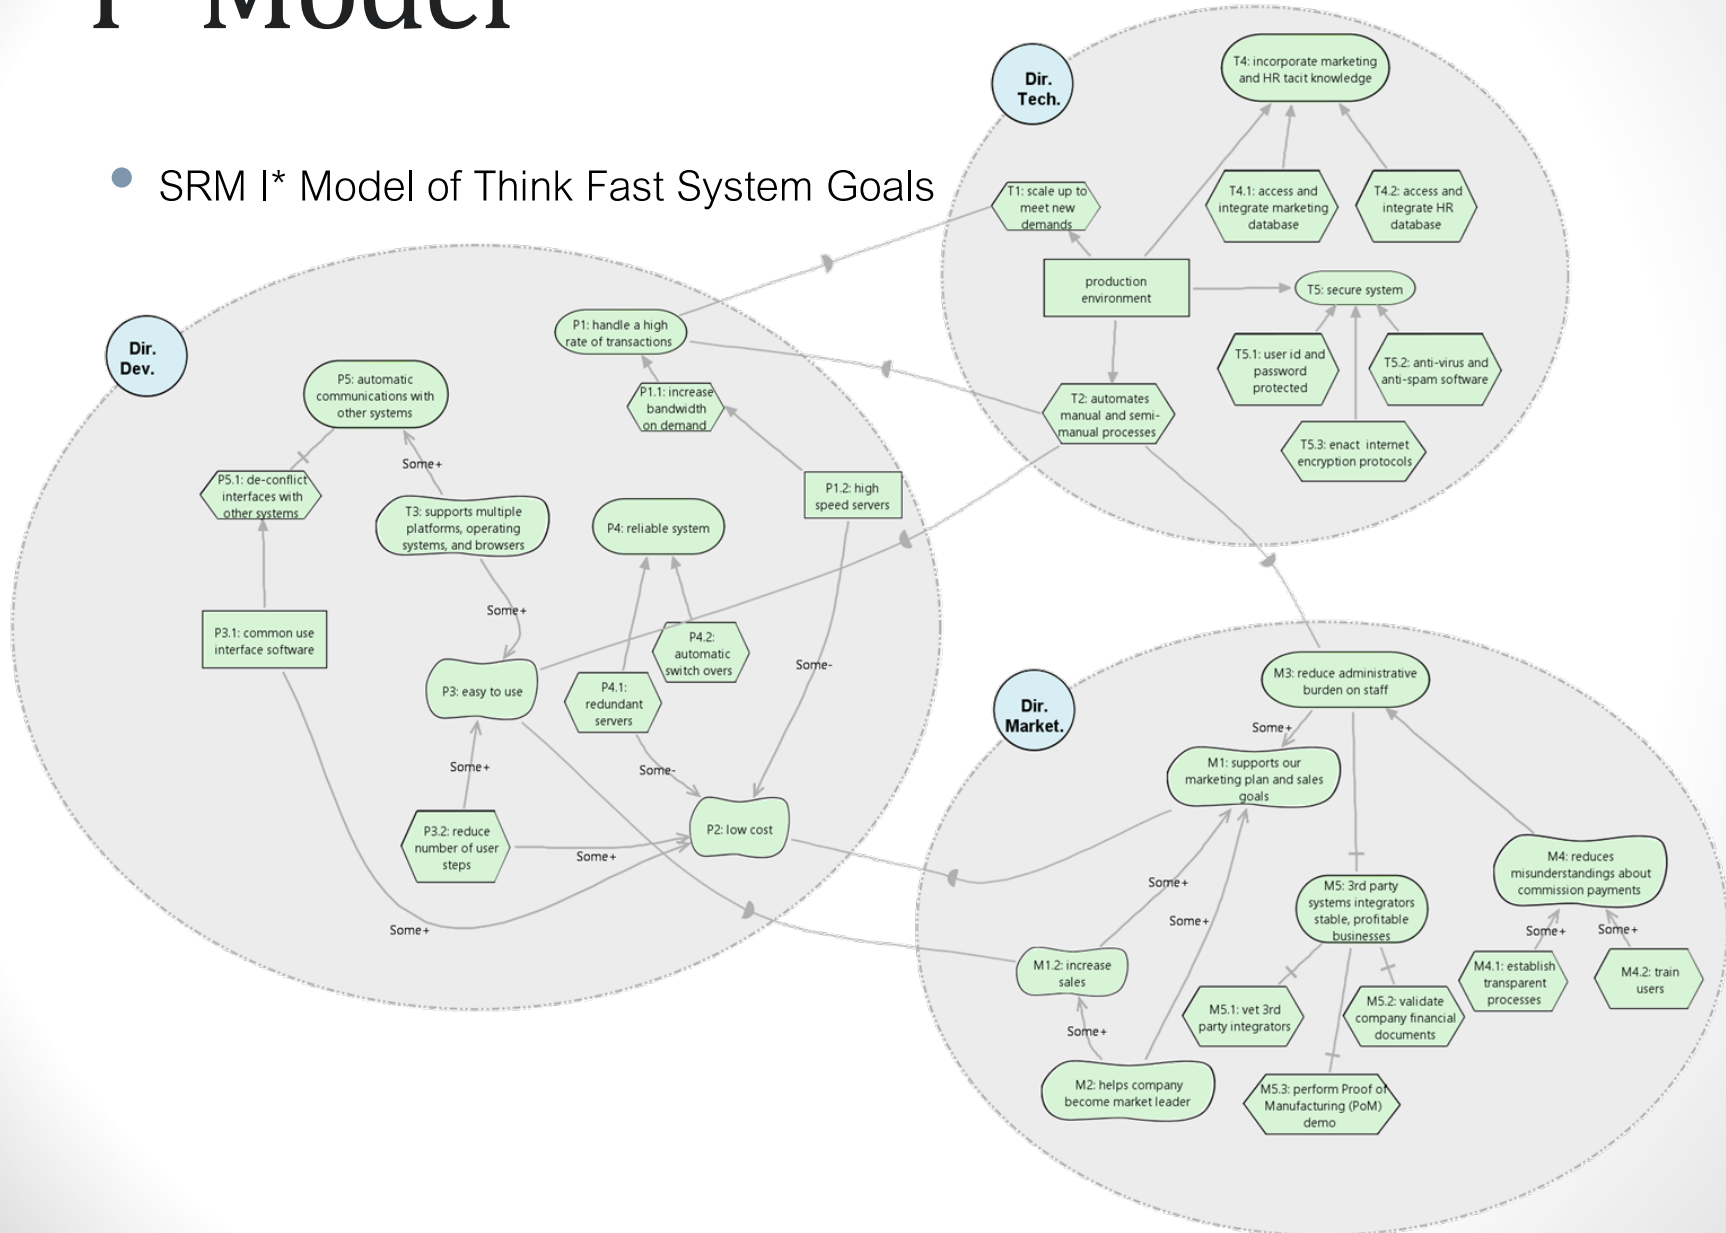 I* Model
SRM I* Model of Think Fast System Goals
Dir.
Tech.
T4: incorporate marketing
and HR tacit knowledge
T1: scale up to
meet new
demands
T4.1: access and
integrate marketing
database
T4.2: access and
integrate HR
database
production
environment
T5: secure system
T5.1: user id and
password
protected
T5.2: anti-virus and
anti-spam software
T2: automates
manual and semi-
manual processes
T5.3: enact internet
encryption protocols
Dir.
Dev.
P1: handle a high
rate of transactions
P5: automatic
communications with
other systems
P1.1: increase
bandwidth
on demand
Some+
P5.1: de-conflict
interfaces with
other systems
T3: supports multiple
platforms, operating
systems, and browsers
P4: reliable system
P1.2: high
speed servers
Some+
P3.1: common use
interface software
P4.2:
automatic
switch overs
Some-
P3: easy to use
P4.1:
redundant
servers
Some+
Some-
P3.2: reduce
number of user
steps
P2: low cost
Some+
Some+
Dir.
Market.
M3: reduce administrative
burden on staff
Some+
M1: supports our
marketing plan and sales
goals
M4: reduces
misunderstandings about
commission payments
Some+
Some+
M5: 3rd party
systems integrators
stable, profitable
businesses
Some+
Some+
M1.2: increase
sales
M4.1: establish
transparent
processes
M4.2: train
users
M5.1: vet 3rd
party integrators
M5.2: validate
company financial
documents
Some+
M2: helps company
become market leader
M5.3: perform Proof of
Manufacturing (PoM)
demo